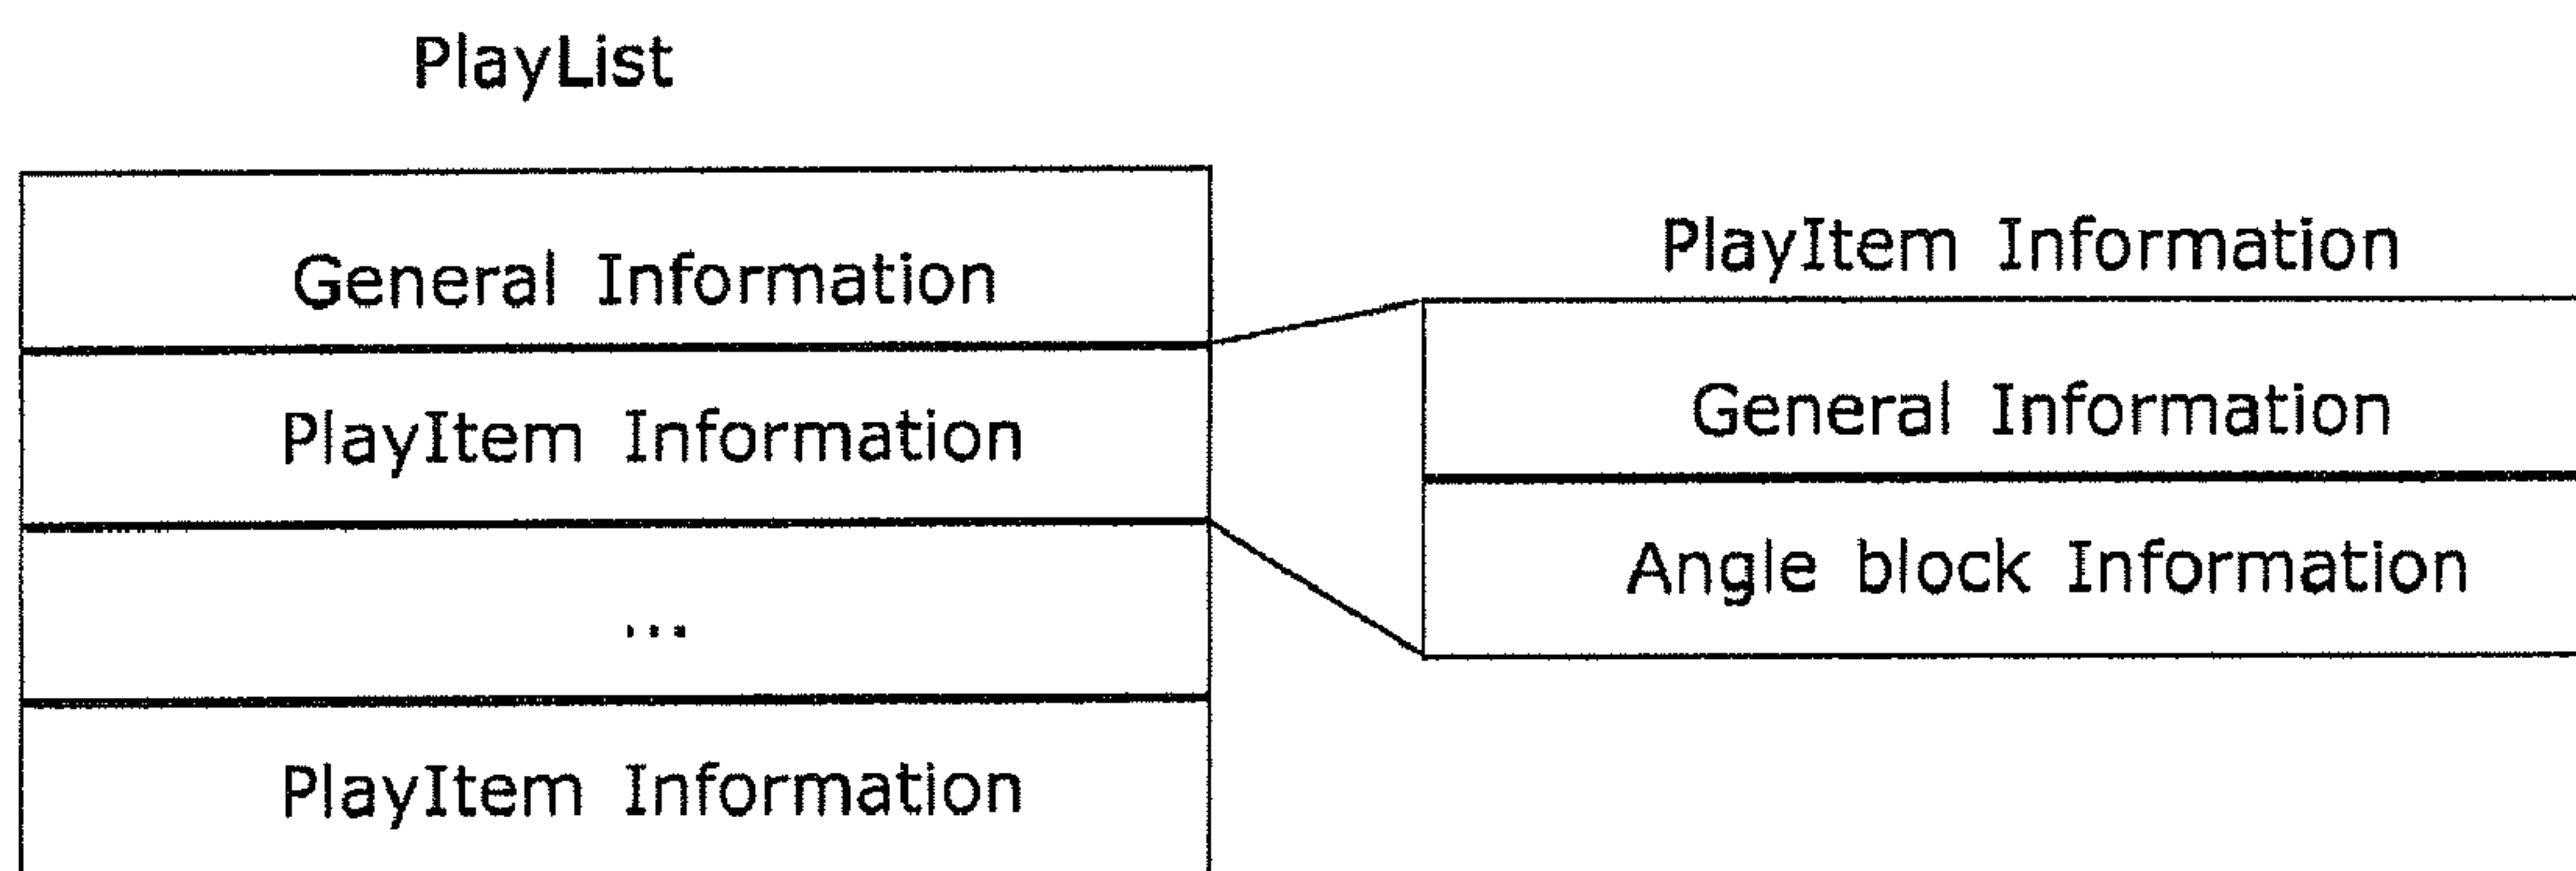 PlayList
General Information
PlayItem Information
...
PlayItem Information
PlayItem Information
General Information
Angle block Information